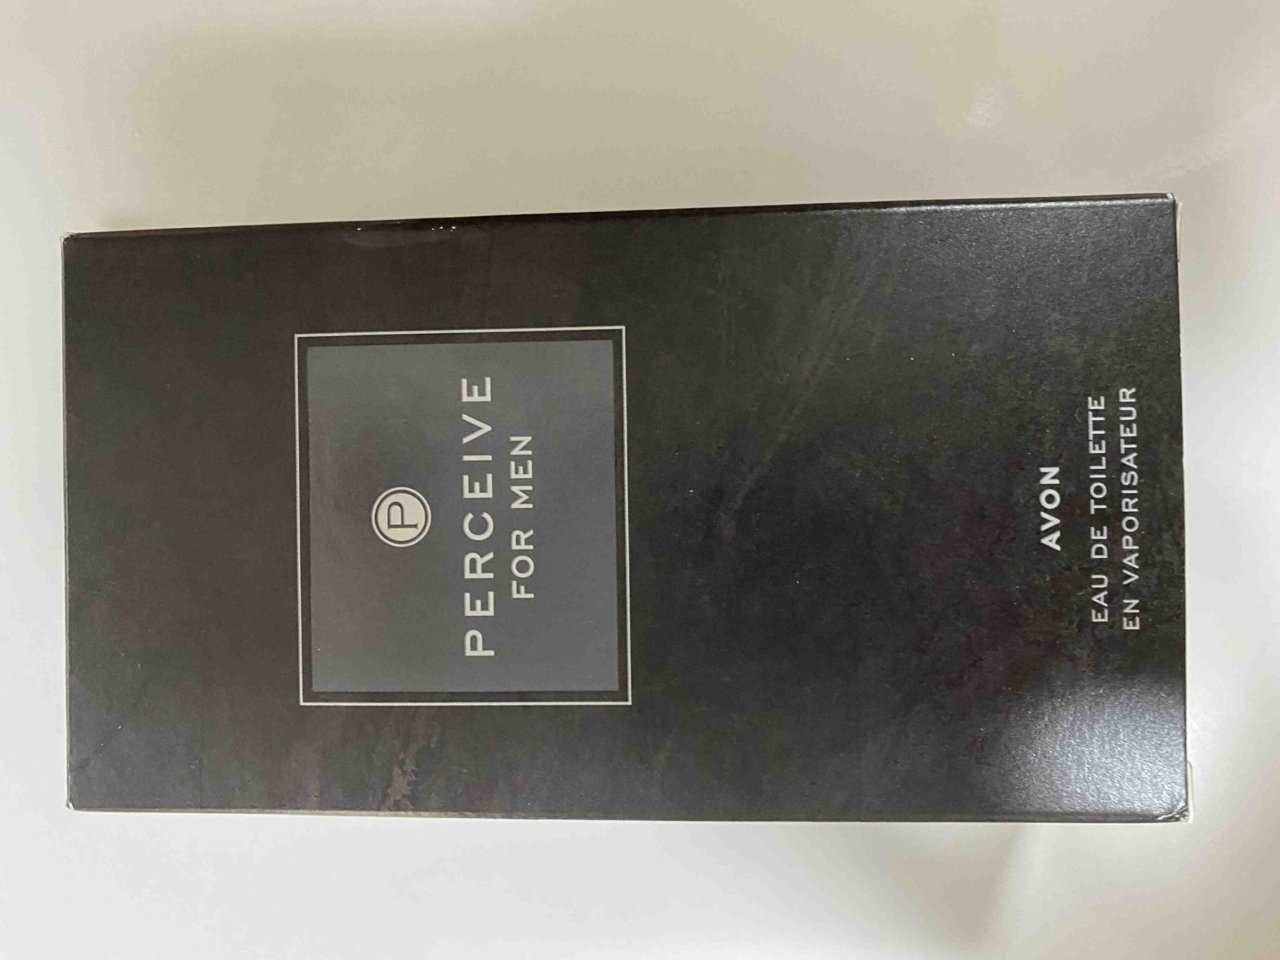 P
PERCEIVE
FOR MEN
AVON
EAU DE TOILETTE
EN VAPORISATEUR